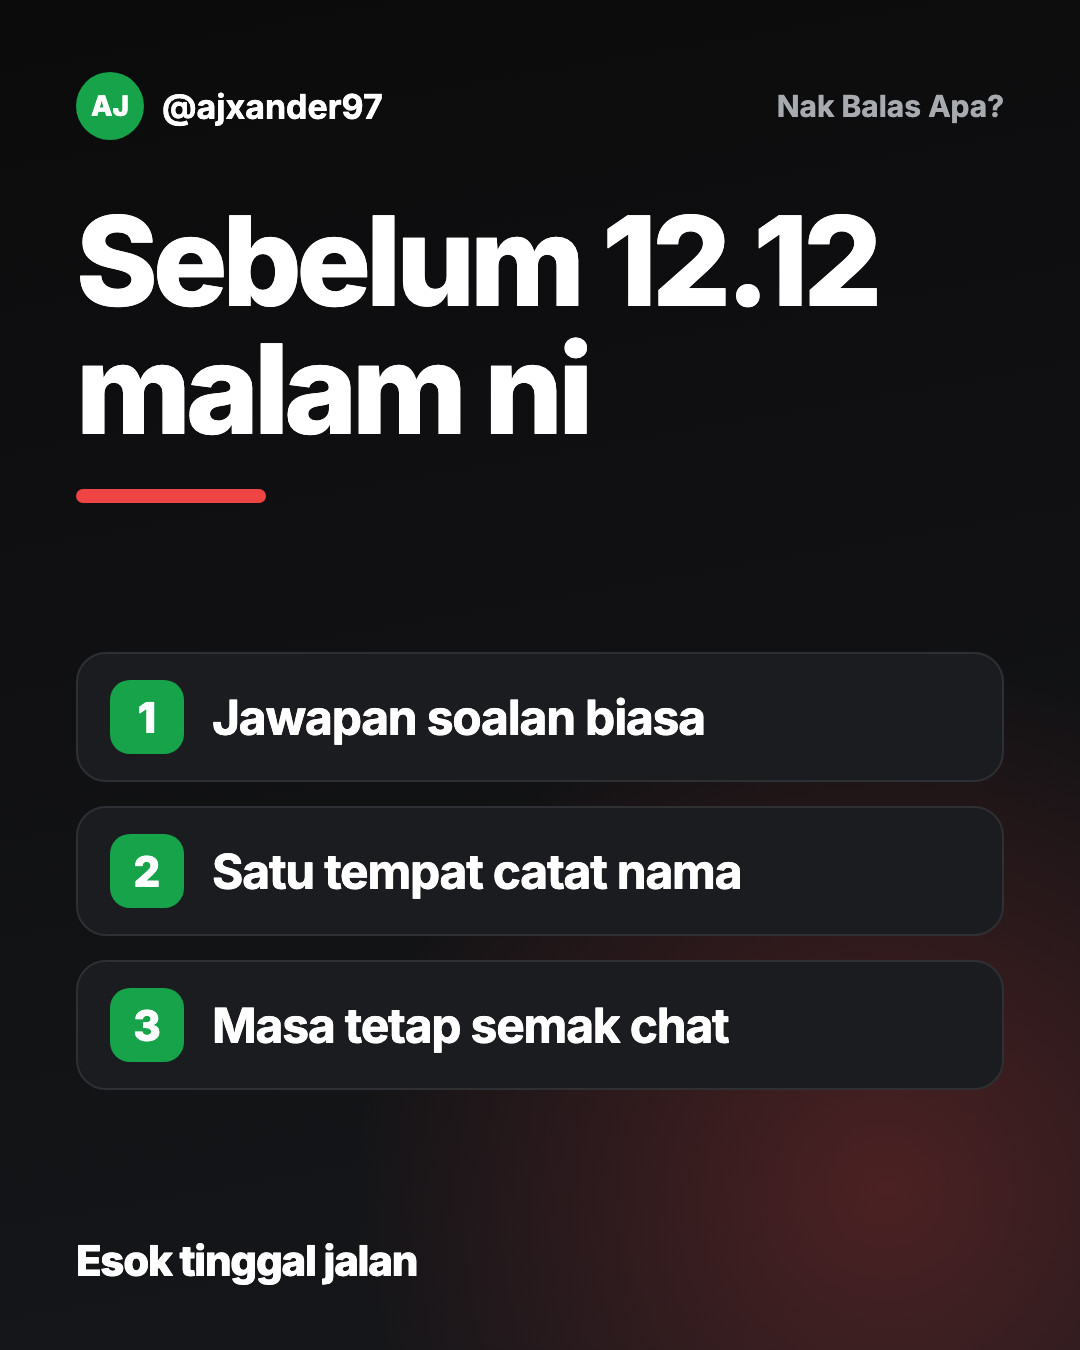 AJ @ajxander97
Nak Balas Apa?
Sebelum 12.12
malam ni
1 Jawapan soalan biasa
2 Satu tempat catat nama
3 Masa tetap semak chat
Esok tinggal jalan